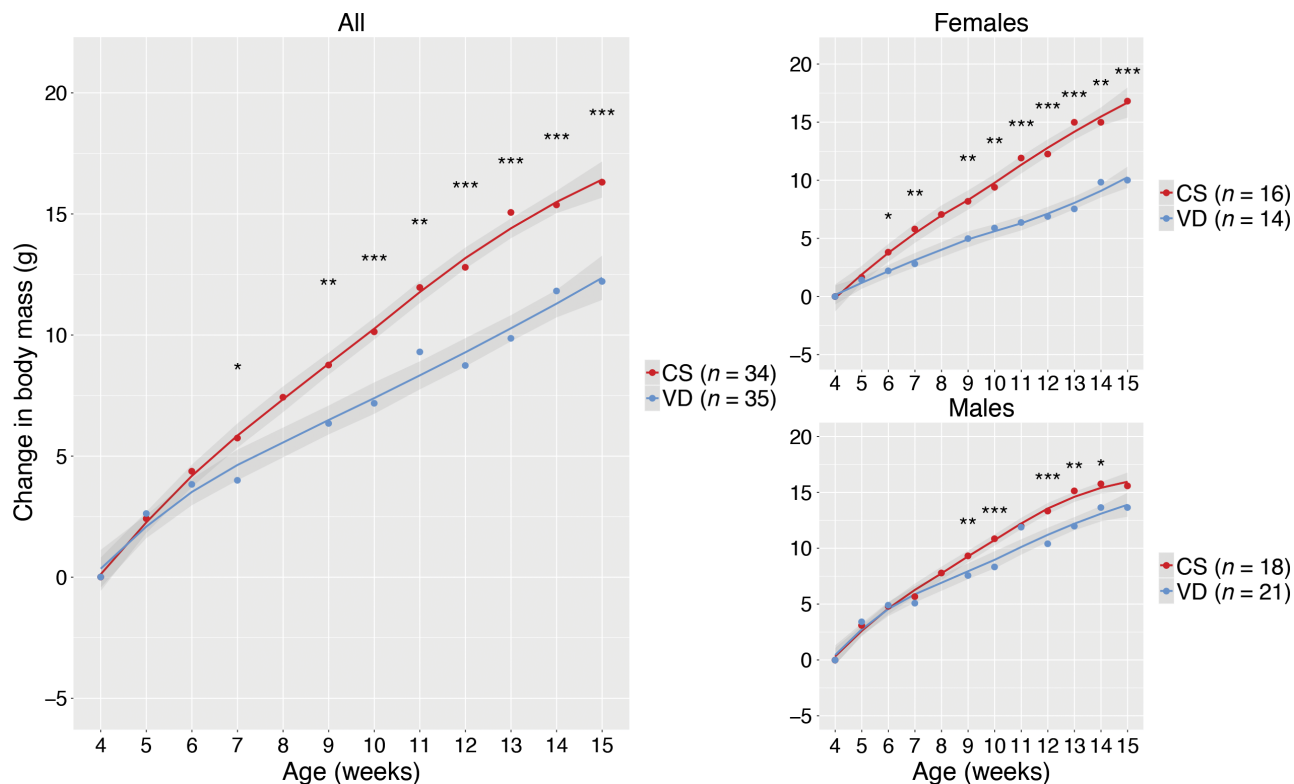 All
Change in body mass (g)
20
15
10
5
0
−5
*
**
***
**
***
***
***
***
4 5 6 7 8 9 10 11 12 13 14 15
Age (weeks)
CS (n = 34)
VD (n = 35)
Females
20
15
10
5
0
−5
*
**
**
**
***
***
***
**
***
4 5 6 7 8 9 10 11 12 13 14 15
CS (n = 16)
VD (n = 14)
Males
20
15
10
5
0
−5
**
***
***
**
*
4 5 6 7 8 9 10 11 12 13 14 15
Age (weeks)
CS (n = 18)
VD (n = 21)